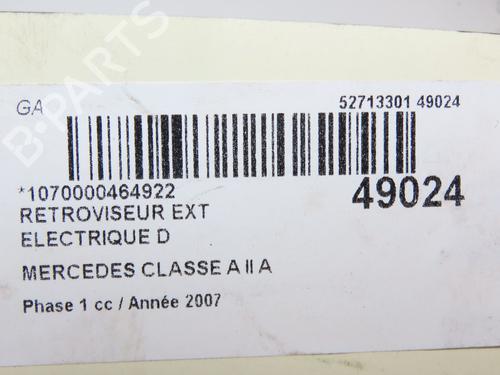 GA
52713301 49024
*1070000464922
49024
RETROVISEUR EXT
ELECTRIQUE D
MERCEDES CLASSE A II A
Phase 1 cc / Année 2007
B-PARTS